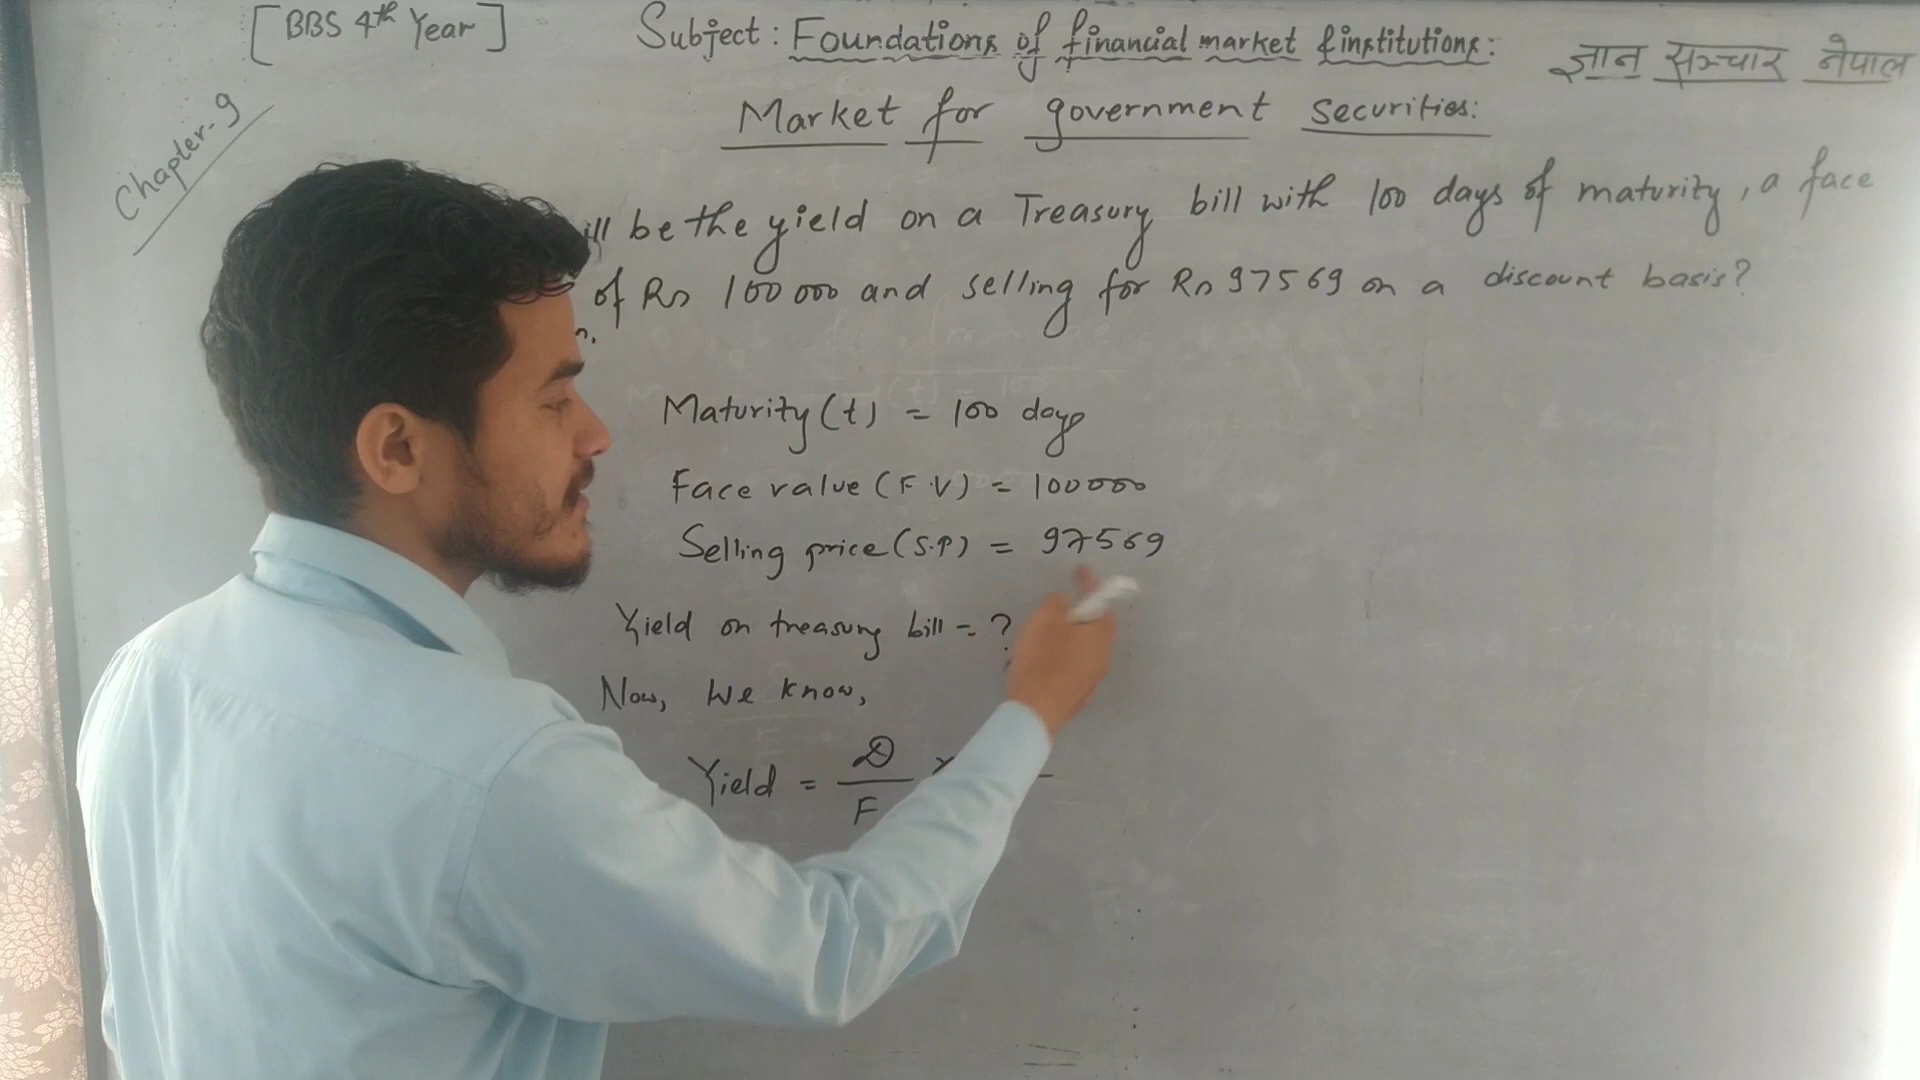 [BBS 4th Year]
Subject: Foundations of financial market & institutions:
ज्ञान सञ्चार नेपाल
Chapter-9
Market for government securities:
ill be the yield on a Treasury bill with 100 days of maturity, a face
of Rs 100000 and selling for Rs 97569 on a discount basis?
Maturity (t) = 100 days
Face value (F.V) = 100000
Selling price (S.P) = 97569
Yield on treasury bill = ?
Now, We know,
Yield = D
F